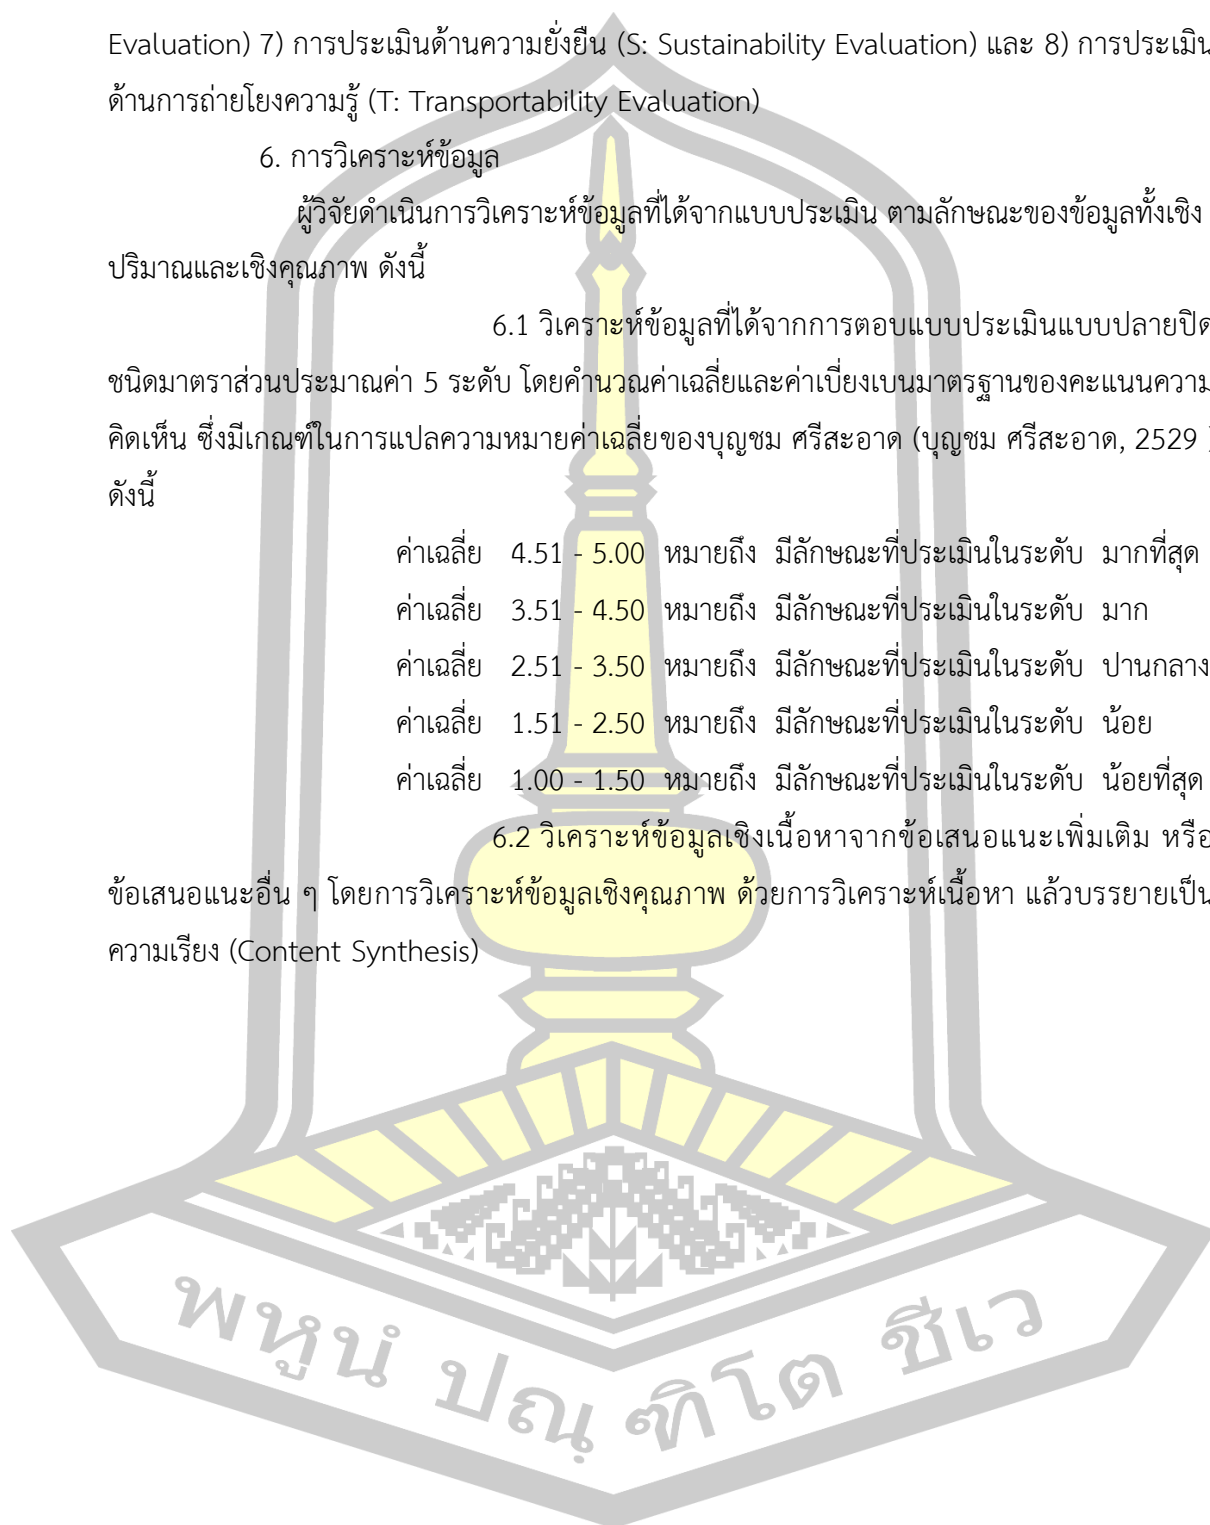 Evaluation) 7) การประเมินด้านความยั่งยืน (S: Sustainability Evaluation) และ 8) การประเมิน
ด้านการถ่ายโยงความรู้ (T: Transportability Evaluation)
6. การวิเคราะห์ข้อมูล
ผู้วิจัยดำเนินการวิเคราะห์ข้อมูลที่ได้จากแบบประเมิน ตามลักษณะของข้อมูลทั้งเชิง
ปริมาณและเชิงคุณภาพ ดังนี้
6.1 วิเคราะห์ข้อมูลที่ได้จากการตอบแบบประเมินแบบปลายปิด
ชนิดมาตราส่วนประมาณค่า 5 ระดับ โดยคำนวณค่าเฉลี่ยและค่าเบี่ยงเบนมาตรฐานของคะแนนความ
คิดเห็น ซึ่งมีเกณฑ์ในการแปลความหมายค่าเฉลี่ยของบุญชม ศรีสะอาด (บุญชม ศรีสะอาด, 2529 )
ดังนี้
ค่าเฉลี่ย 4.51 - 5.00 หมายถึง มีลักษณะที่ประเมินในระดับ มากที่สุด
ค่าเฉลี่ย 3.51 - 4.50 หมายถึง มีลักษณะที่ประเมินในระดับ มาก
ค่าเฉลี่ย 2.51 - 3.50 หมายถึง มีลักษณะที่ประเมินในระดับ ปานกลาง
ค่าเฉลี่ย 1.51 - 2.50 หมายถึง มีลักษณะที่ประเมินในระดับ น้อย
ค่าเฉลี่ย 1.00 - 1.50 หมายถึง มีลักษณะที่ประเมินในระดับ น้อยที่สุด
6.2 วิเคราะห์ข้อมูลเชิงเนื้อหาจากข้อเสนอแนะเพิ่มเติม หรือ
ข้อเสนอแนะอื่น ๆ โดยการวิเคราะห์ข้อมูลเชิงคุณภาพ ด้วยการวิเคราะห์เนื้อหา แล้วบรรยายเป็น
ความเรียง (Content Synthesis)
พหูนํ ปณฺฑิโต ชีเว